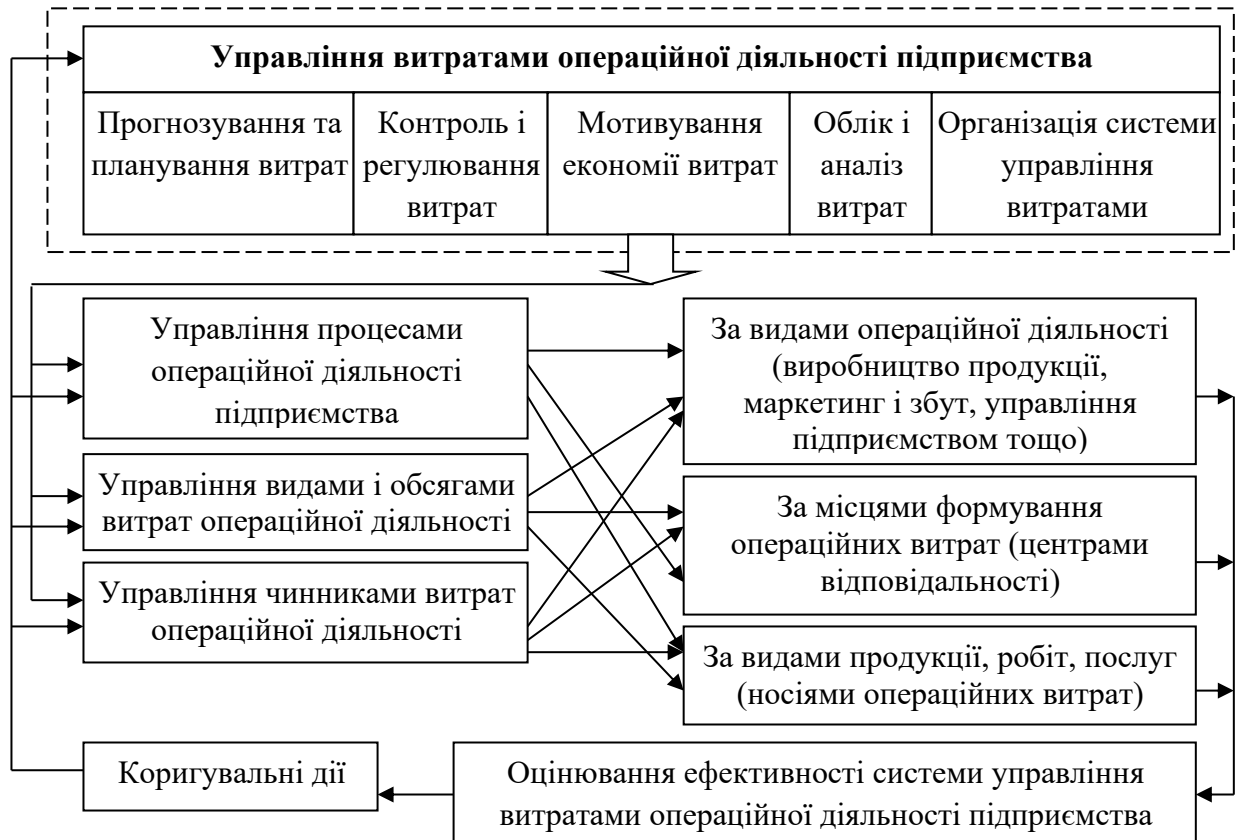 Управління витратами операційної діяльності підприємства
Прогнозування та
планування витрат
Контроль і
регулювання
витрат
Мотивування
економії витрат
Облік і
аналіз
витрат
Організація системи
управління
витратами
Управління процесами
операційної діяльності
підприємства
За видами операційної діяльності
(виробництво продукції,
маркетинг і збут, управління
підприємством тощо)
Управління видами і обсягами
витрат операційної діяльності
За місцями формування
операційних витрат (центрами
відповідальності)
Управління чинниками витрат
операційної діяльності
За видами продукції, робіт, послуг
(носіями операційних витрат)
Коригувальні дії
Оцінювання ефективності системи управління
витратами операційної діяльності підприємства